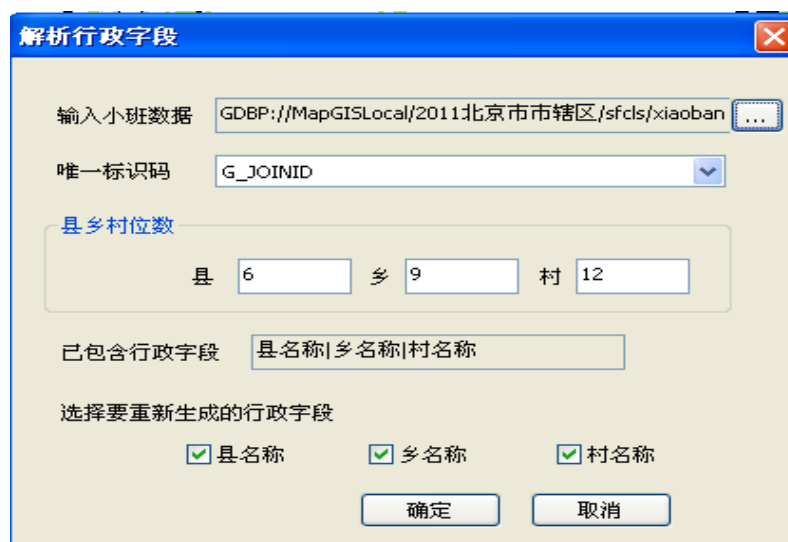 解析行政字段
输入小班数据 GDBP://MapGISLocal/2011北京市市辖区/sfcls/xiaoban ...
唯一标识码 G_JOINID
县乡村位数
县 6 乡 9 村 12
已包含行政字段 县名称|乡名称|村名称
选择要重新生成的行政字段
县名称 乡名称 村名称
确定 取消